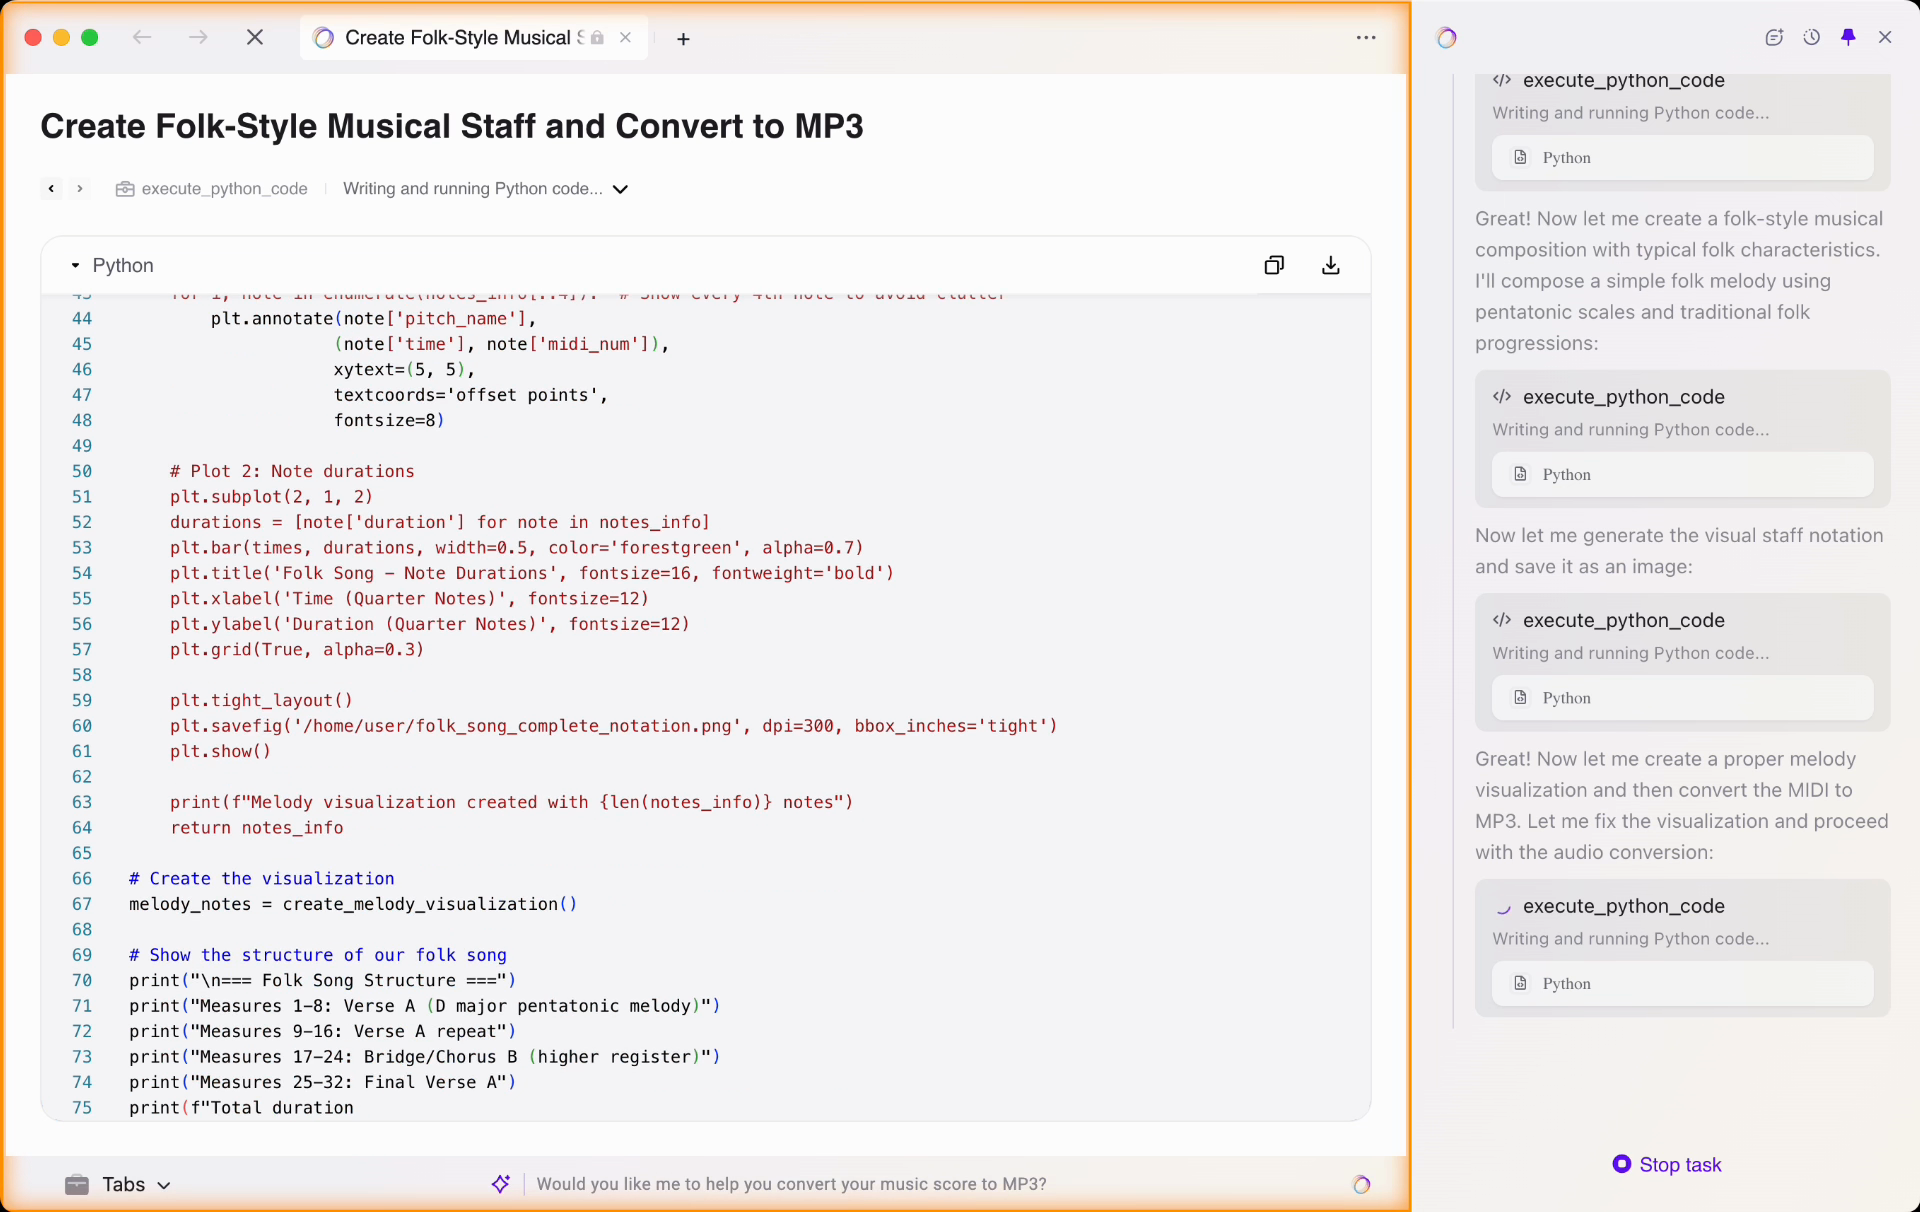 Create Folk-Style Musical S
Create Folk-Style Musical Staff and Convert to MP3
execute_python_code
Writing and running Python code...
Python
43 for i, note in enumerate(notes_info[::4]): # Show every 4th note to avoid clutter
44 plt.annotate(note['pitch_name'],
45 (note['time'], note['midi_num']),
46 xytext=(5, 5),
47 textcoords='offset points',
48 fontsize=8)
49
50 # Plot 2: Note durations
51 plt.subplot(2, 1, 2)
52 durations = [note['duration'] for note in notes_info]
53 plt.bar(times, durations, width=0.5, color='forestgreen', alpha=0.7)
54 plt.title('Folk Song - Note Durations', fontsize=16, fontweight='bold')
55 plt.xlabel('Time (Quarter Notes)', fontsize=12)
56 plt.ylabel('Duration (Quarter Notes)', fontsize=12)
57 plt.grid(True, alpha=0.3)
58
59 plt.tight_layout()
60 plt.savefig('/home/user/folk_song_complete_notation.png', dpi=300, bbox_inches='tight')
61 plt.show()
62
63 print(f"Melody visualization created with {len(notes_info)} notes")
64 return notes_info
65
66 # Create the visualization
67 melody_notes = create_melody_visualization()
68
69 # Show the structure of our folk song
70 print("\n=== Folk Song Structure ===")
71 print("Measures 1-8: Verse A (D major pentatonic melody)")
72 print("Measures 9-16: Verse A repeat")
73 print("Measures 17-24: Bridge/Chorus B (higher register)")
74 print("Measures 25-32: Final Verse A")
75 print(f"Total duration
Tabs
Would you like me to help you convert your music score to MP3?
execute_python_code
Writing and running Python code...
Python
Great! Now let me create a folk-style musical
composition with typical folk characteristics.
I'll compose a simple folk melody using
pentatonic scales and traditional folk
progressions:
execute_python_code
Writing and running Python code...
Python
Now let me generate the visual staff notation
and save it as an image:
execute_python_code
Writing and running Python code...
Python
Great! Now let me create a proper melody
visualization and then convert the MIDI to
MP3. Let me fix the visualization and proceed
with the audio conversion:
execute_python_code
Writing and running Python code...
Python
Stop task